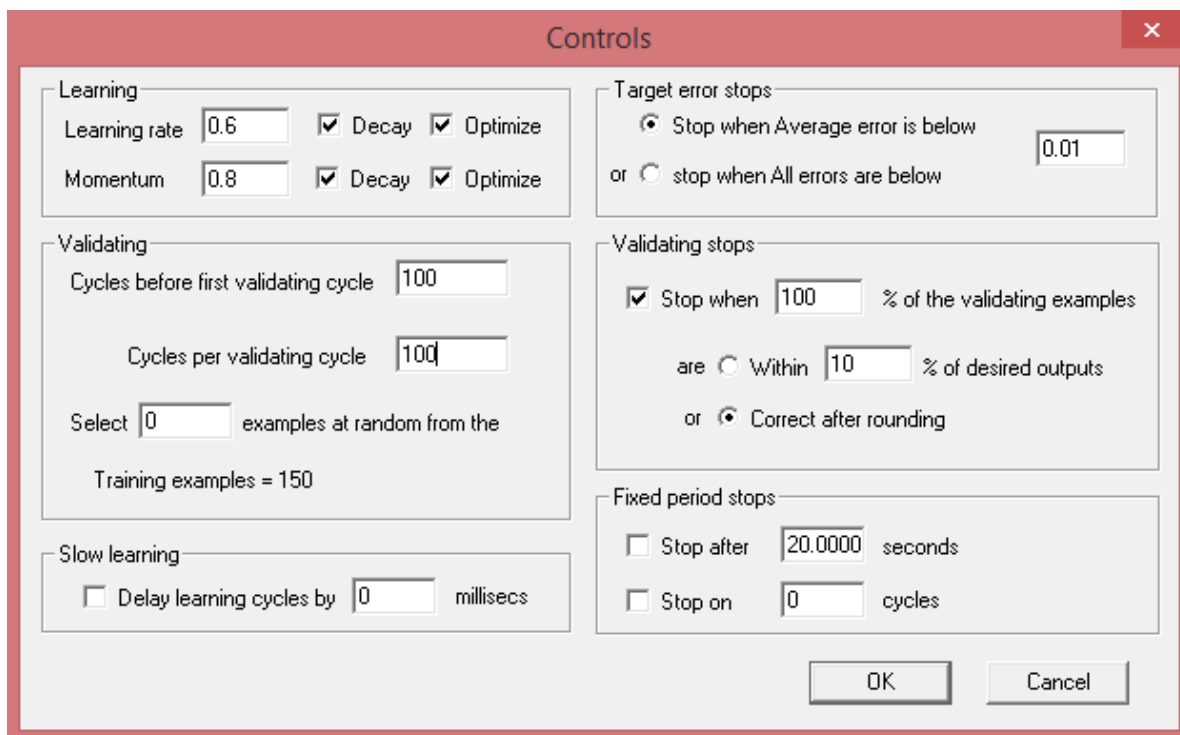 Controls
Learning
Learning rate 0.6 Decay Optimize
Momentum 0.8 Decay Optimize
Validating
Cycles before first validating cycle 100
Cycles per validating cycle 100
Select 0 examples at random from the
Training examples = 150
Slow learning
Delay learning cycles by 0 millisecs
Target error stops
Stop when Average error is below
0.01
or stop when All errors are below
Validating stops
Stop when 100 % of the validating examples
are Within 10 % of desired outputs
or Correct after rounding
Fixed period stops
Stop after 20.0000 seconds
Stop on 0 cycles
OK Cancel